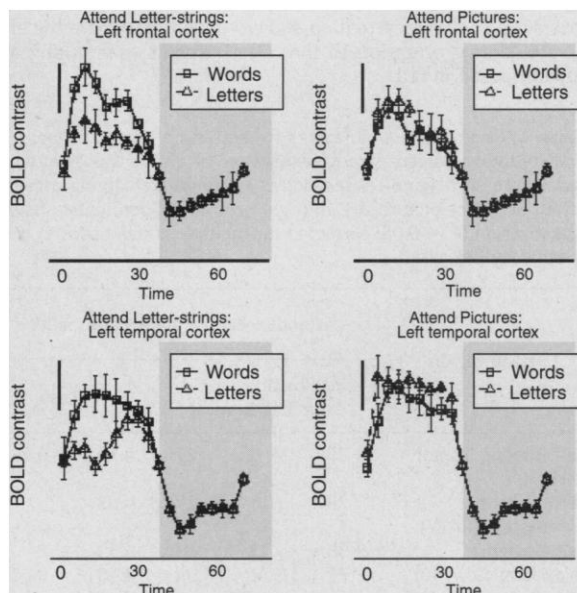 Attend Letter-strings:
Left frontal cortex
BOLD contrast
Words
Letters
0
30
60
Time
Attend Pictures:
Left frontal cortex
BOLD contrast
Words
Letters
0
30
60
Time
Attend Letter-strings:
Left temporal cortex
BOLD contrast
Words
Letters
0
30
60
Time
Attend Pictures:
Left temporal cortex
BOLD contrast
Words
Letters
0
30
60
Time